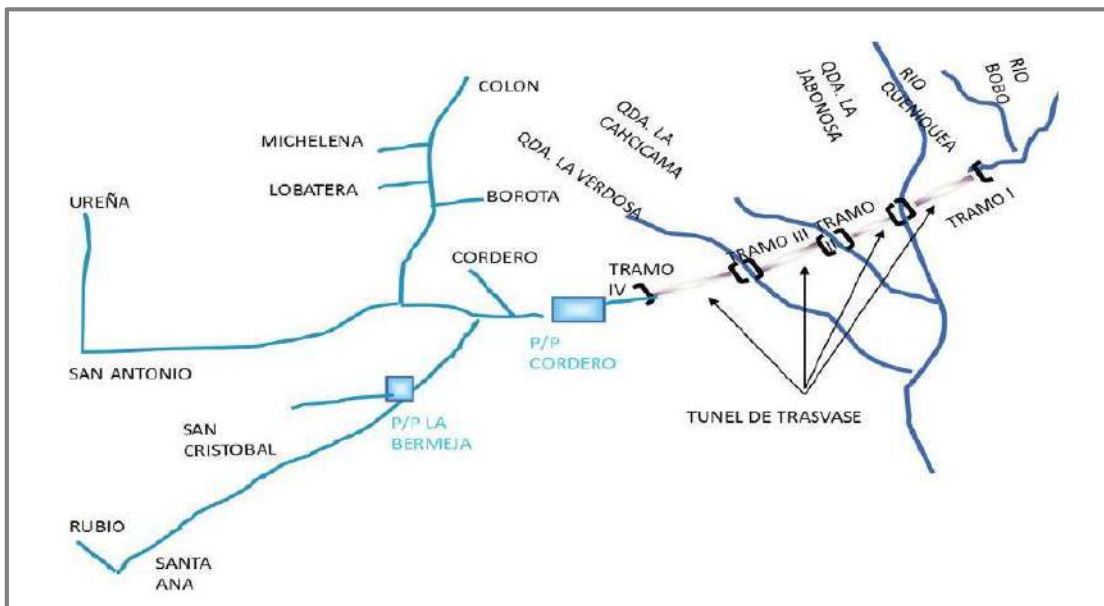 COLON
MICHELENA
LOBATERA
BOROTA
UREÑA
CORDERO
SAN ANTONIO
P/P
CORDERO
SAN
CRISTOBAL
P/P LA
BERMEJA
RUBIO
SANTA
ANA
QDA. LA VERDOSA
QDA. LA
CAHCICAMA
QDA. LA
JABONOSA
RIO
QUENIQUEA
RIO
BOBO
TRAMO
IV
TRAMO III
TRAMO
II
TRAMO I
TUNEL DE TRASVASE